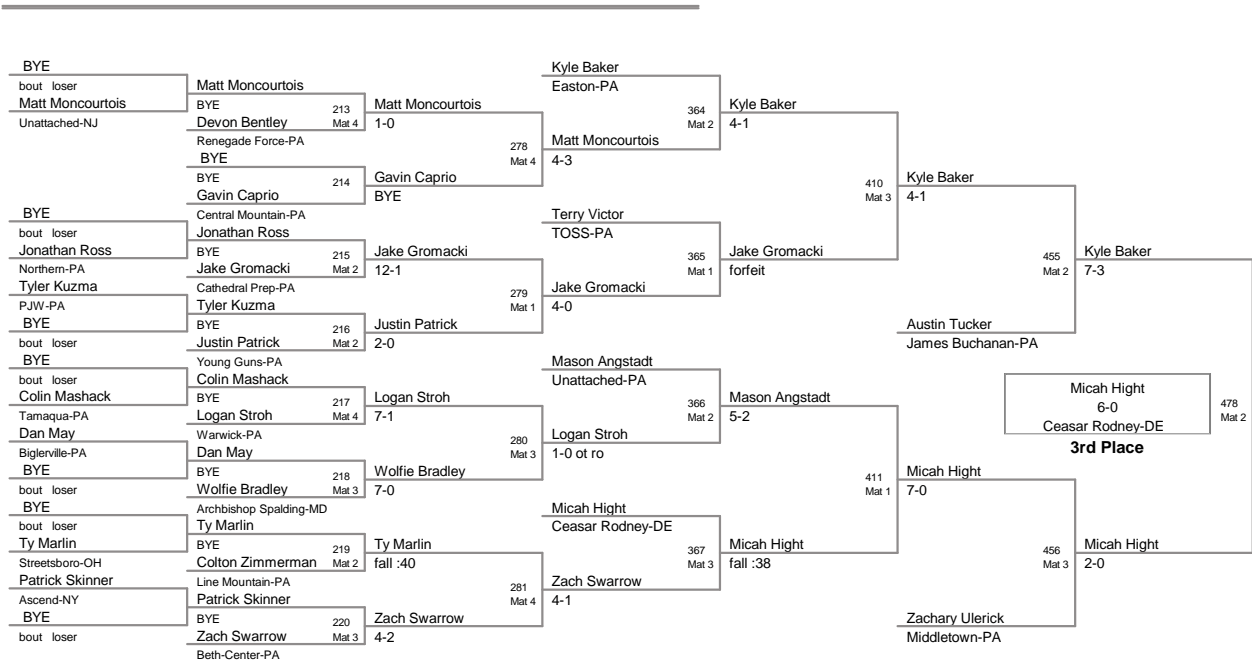 BYE
bout loser
Matt Moncourtois
Unattached-NJ
BYE
bout loser
Jonathan Ross
Northern-PA
Tyler Kuzma
PJW-PA
BYE
bout loser
BYE
bout loser
Colin Mashack
Tamaqua-PA
Dan May
Biglerville-PA
BYE
bout loser
BYE
bout loser
Ty Marlin
Streetsboro-OH
Patrick Skinner
Ascend-NY
BYE
bout loser
Matt Moncourtois
BYE
213
Devon Bentley
Mat 4
Renegade Force-PA
BYE
BYE
214
Gavin Caprio
Central Mountain-PA
Jonathan Ross
BYE
215
Jake Gromacki
Mat 2
Cathedral Prep-PA
Tyler Kuzma
BYE
216
Justin Patrick
Mat 2
Young Guns-PA
Colin Mashack
BYE
217
Logan Stroh
Mat 4
Warwick-PA
Dan May
BYE
218
Wolfie Bradley
Mat 3
Archbishop Spalding-MD
Ty Marlin
BYE
219
Colton Zimmerman
Mat 2
Line Mountain-PA
Patrick Skinner
BYE
220
Zach Swarrow
Mat 3
Beth-Center-PA
Matt Moncourtois
1-0
278
Mat 4
Gavin Caprio
BYE
Jake Gromacki
12-1
279
Mat 1
Justin Patrick
2-0
Logan Stroh
7-1
280
Mat 3
Wolfie Bradley
7-0
Ty Marlin
fall :40
281
Mat 4
Zach Swarrow
4-2
Kyle Baker
Easton-PA
364
Mat 2
Matt Moncourtois
4-3
Terry Victor
TOSS-PA
365
Mat 1
Jake Gromacki
4-0
Mason Angstadt
Unattached-PA
366
Mat 2
Logan Stroh
1-0 ot ro
Micah Hight
Ceasar Rodney-DE
367
Mat 3
Zach Swarrow
4-1
Kyle Baker
4-1
410
Mat 3
Jake Gromacki
forfeit
Mason Angstadt
5-2
411
Mat 1
Micah Hight
fall :38
Kyle Baker
4-1
455
Mat 2
Austin Tucker
James Buchanan-PA
Micah Hight
7-0
456
Mat 3
Zachary Ulerick
Middletown-PA
Kyle Baker
7-3
Micah Hight
6-0
Ceasar Rodney-DE
3rd Place
478
Mat 2
Micah Hight
2-0